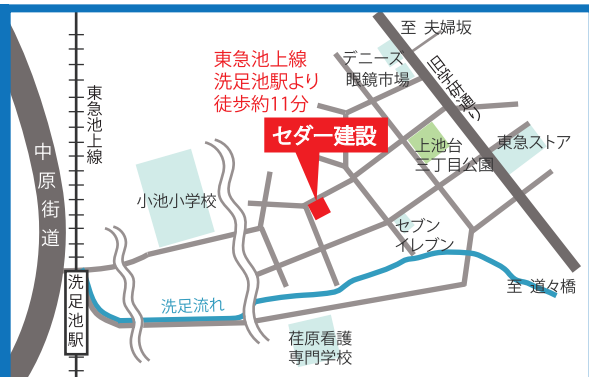 至 夫婦坂
東急池上線
洗足池駅より
徒歩約11分
デニーズ
眼鏡市場
旧学研通り
東急池上線
セダー建設
上池台
三丁目公園
東急ストア
中原街道
小池小学校
セブン
イレブン
洗足池駅
洗足流れ
至 道々橋
荏原看護
専門学校